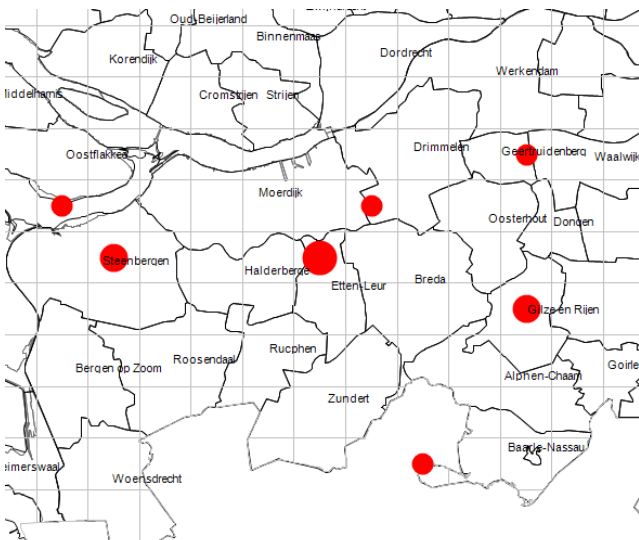 Oud-Beijerland
Binnenmaas
Korendijk
Dordrecht
Werkendam
Middelharnis
Cromstrijen
Strijen
Drimmelen
Geertruidenberg
Oostflakkee
Waalwijk
Moerdijk
Oosterhout
Dongen
Steenbergen
Halderberge
Breda
Etten-Leur
Gilze en Rijen
Rucphen
Roosendaal
Bergen op Zoom
Goirle
Alphen-Chaam
Zundert
Baarle-Nassau
eimerswaal
Woensdrecht